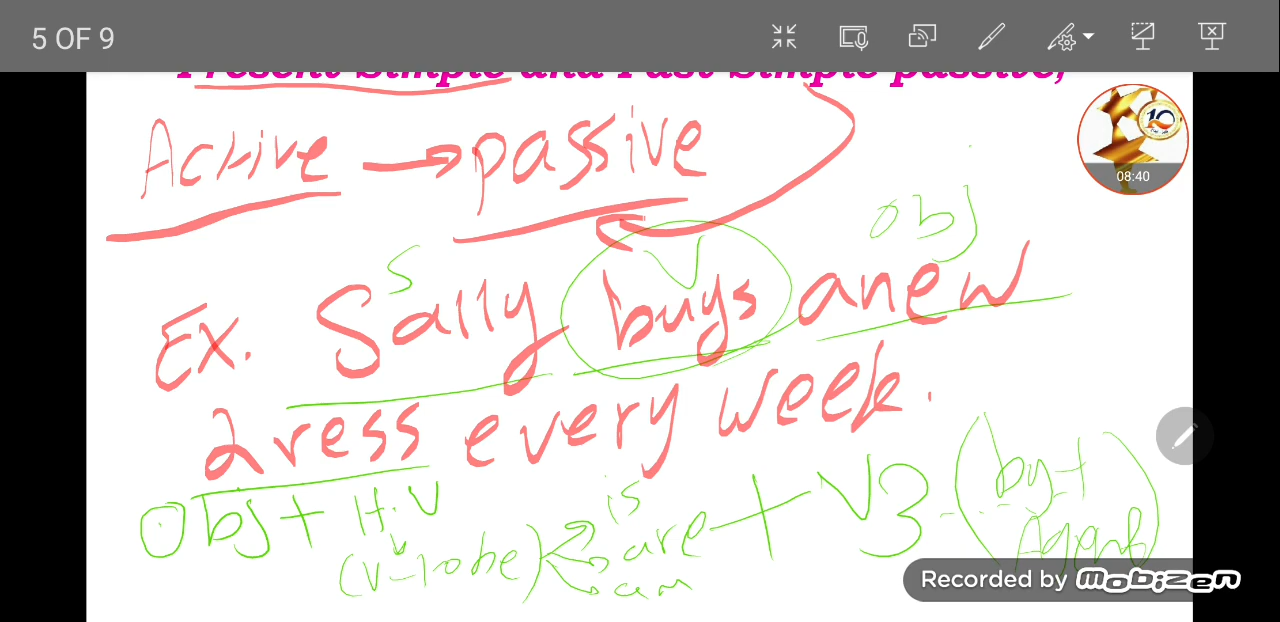 5 OF 9
Present Simple and Past Simple passive,
Active → passive
10
08:40
S V obj
Ex. Sally buys a new
dress every week.
Obj + H.V + V3 (by + Agent)
(v-to be) is
are
am
Recorded by Mobizen